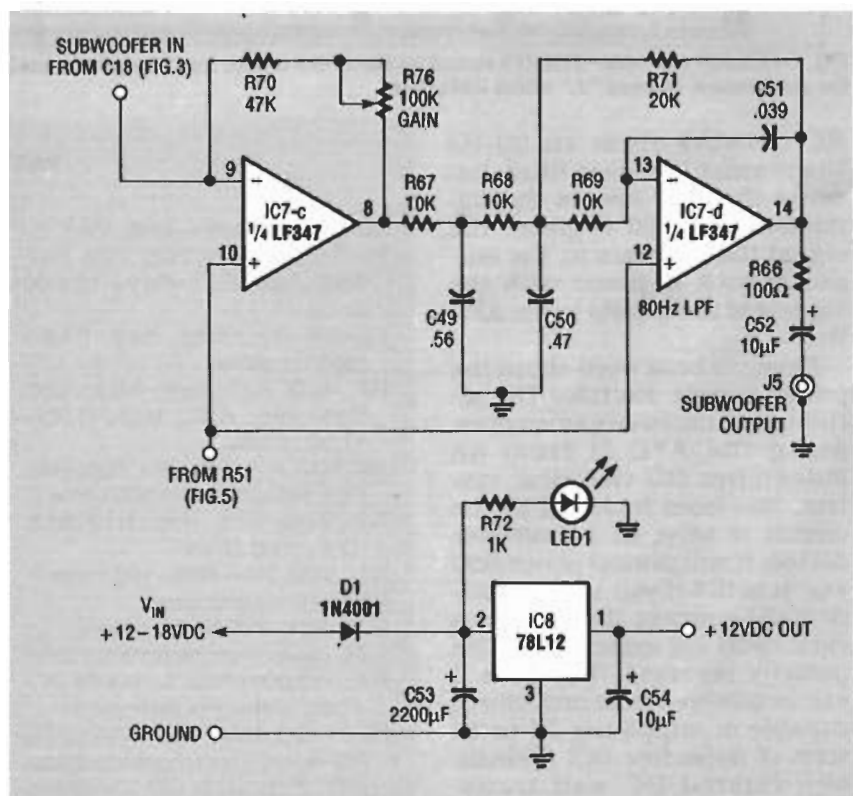 SUBWOOFER IN
FROM C18 (FIG.3)
R70
47K
R76
100K
GAIN
R71
20K
C51
.039
9
−
IC7-c
1/4 LF347
10
+
8
R67
10K
R68
10K
R69
10K
13
−
IC7-d
1/4 LF347
12
+
14
80Hz LPF
R66
100Ω
C49
.56
C50
.47
+
C52
10µF
J5
SUBWOOFER
OUTPUT
FROM R51
(FIG.5)
R72
1K
LED1
D1
1N4001
VIN
+12–18VDC
2
IC8
78L12
1
3
+12VDC OUT
+
C53
2200µF
+
C54
10µF
GROUND